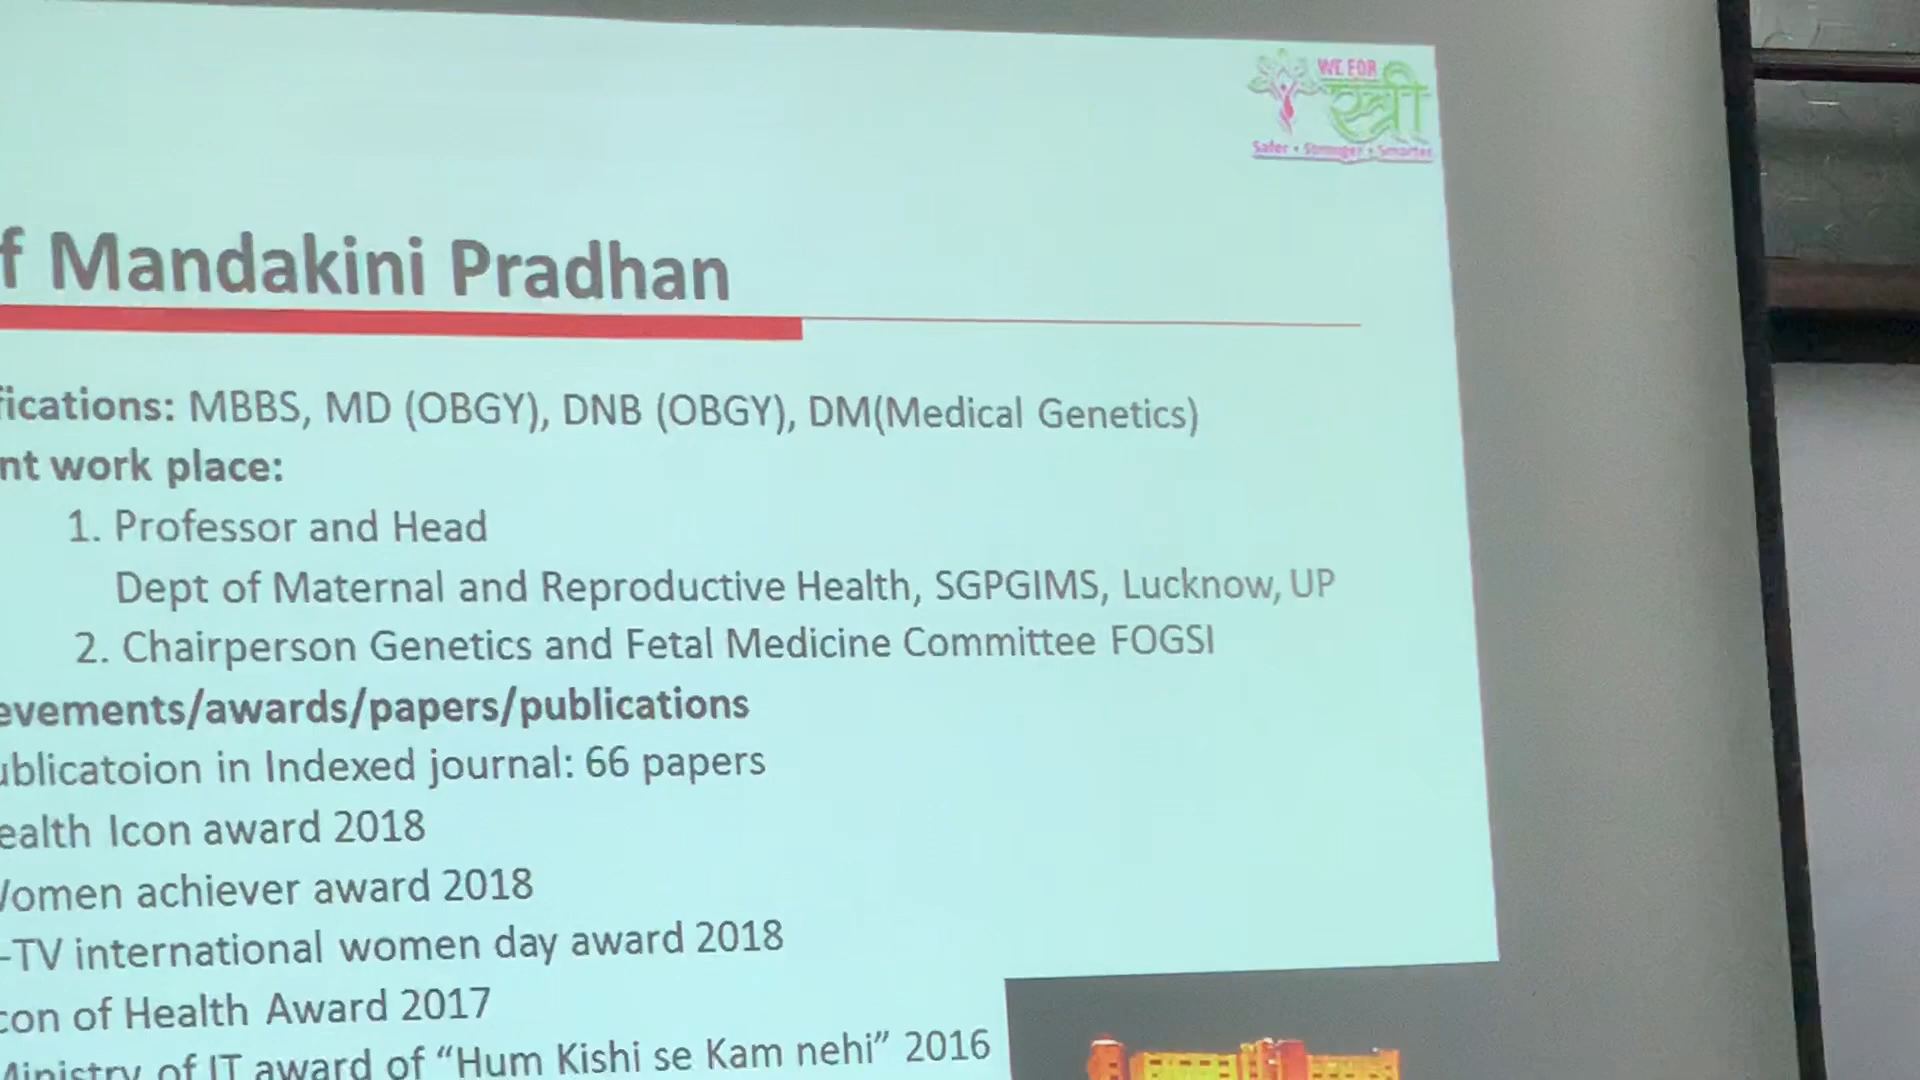 WE FOR
स्त्री
Safer • Stronger • Smarter
f Mandakini Pradhan
fications: MBBS, MD (OBGY), DNB (OBGY), DM(Medical Genetics)
nt work place:
1. Professor and Head
Dept of Maternal and Reproductive Health, SGPGIMS, Lucknow, UP
2. Chairperson Genetics and Fetal Medicine Committee FOGSI
evements/awards/papers/publications
ublicatoion in Indexed journal: 66 papers
ealth Icon award 2018
Women achiever award 2018
-TV international women day award 2018
con of Health Award 2017
Ministry of IT award of “Hum Kishi se Kam nehi” 2016